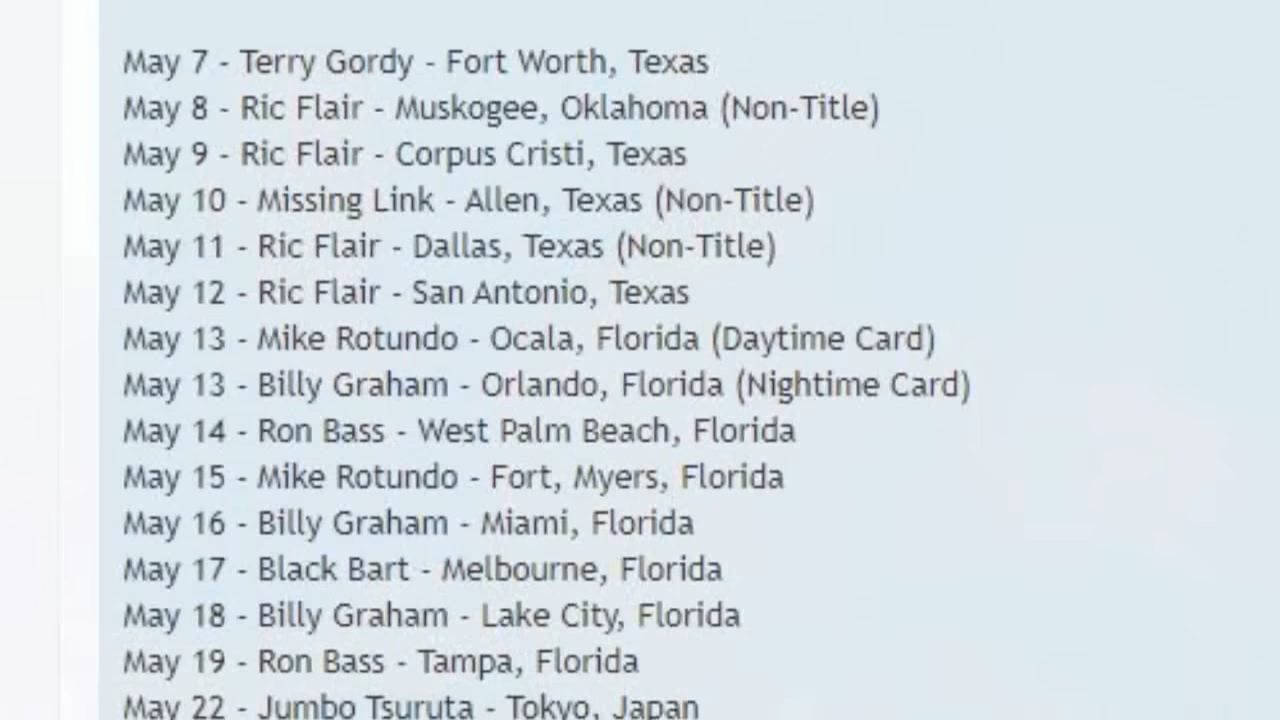 May 7 - Terry Gordy - Fort Worth, Texas
May 8 - Ric Flair - Muskogee, Oklahoma (Non-Title)
May 9 - Ric Flair - Corpus Cristi, Texas
May 10 - Missing Link - Allen, Texas (Non-Title)
May 11 - Ric Flair - Dallas, Texas (Non-Title)
May 12 - Ric Flair - San Antonio, Texas
May 13 - Mike Rotundo - Ocala, Florida (Daytime Card)
May 13 - Billy Graham - Orlando, Florida (Nightime Card)
May 14 - Ron Bass - West Palm Beach, Florida
May 15 - Mike Rotundo - Fort, Myers, Florida
May 16 - Billy Graham - Miami, Florida
May 17 - Black Bart - Melbourne, Florida
May 18 - Billy Graham - Lake City, Florida
May 19 - Ron Bass - Tampa, Florida
May 22 - Jumbo Tsuruta - Tokyo, Japan